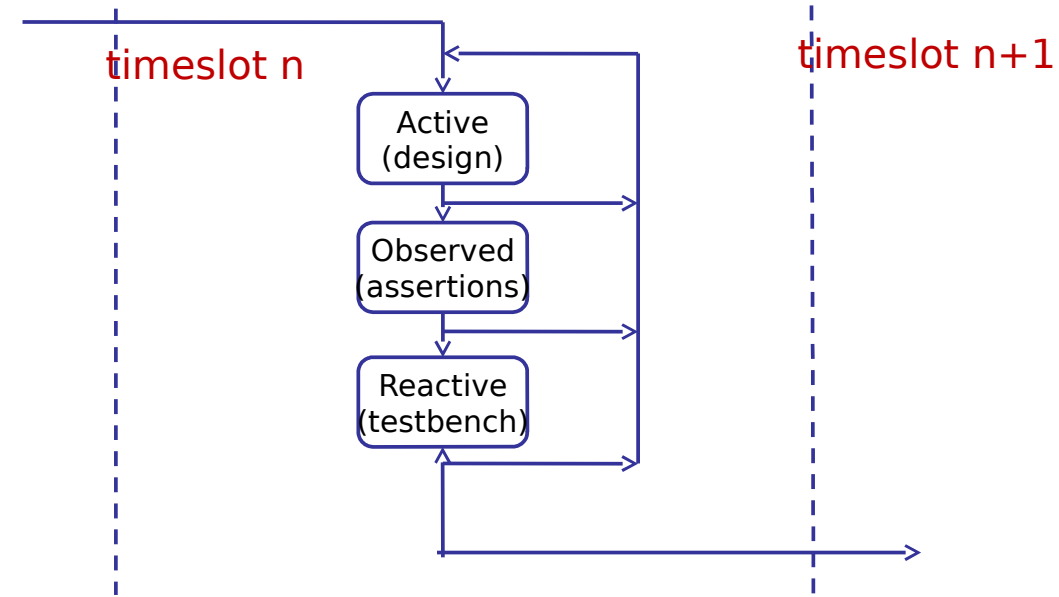 timeslot n
timeslot n+1
Active
(design)
Observed
(assertions)
Reactive
(testbench)